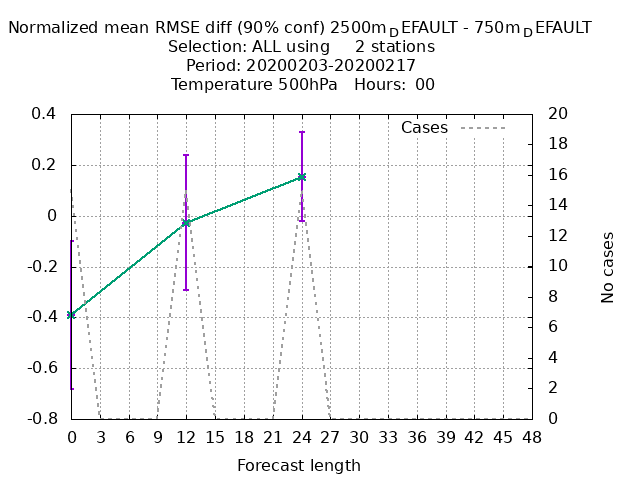 Normalized mean RMSE diff (90% conf) 2500mDEFAULT - 750mDEFAULT
Selection: ALL using 2 stations
Period: 20200203-20200217
Temperature 500hPa Hours: 00
0.4 20
Cases
18
0.2 16
14
0
12
-0.2 10
8
-0.4
6
-0.6 4
2
-0.8 0
No cases
0 3 6 9 12 15 18 21 24 27 30 33 36 39 42 45 48
Forecast length